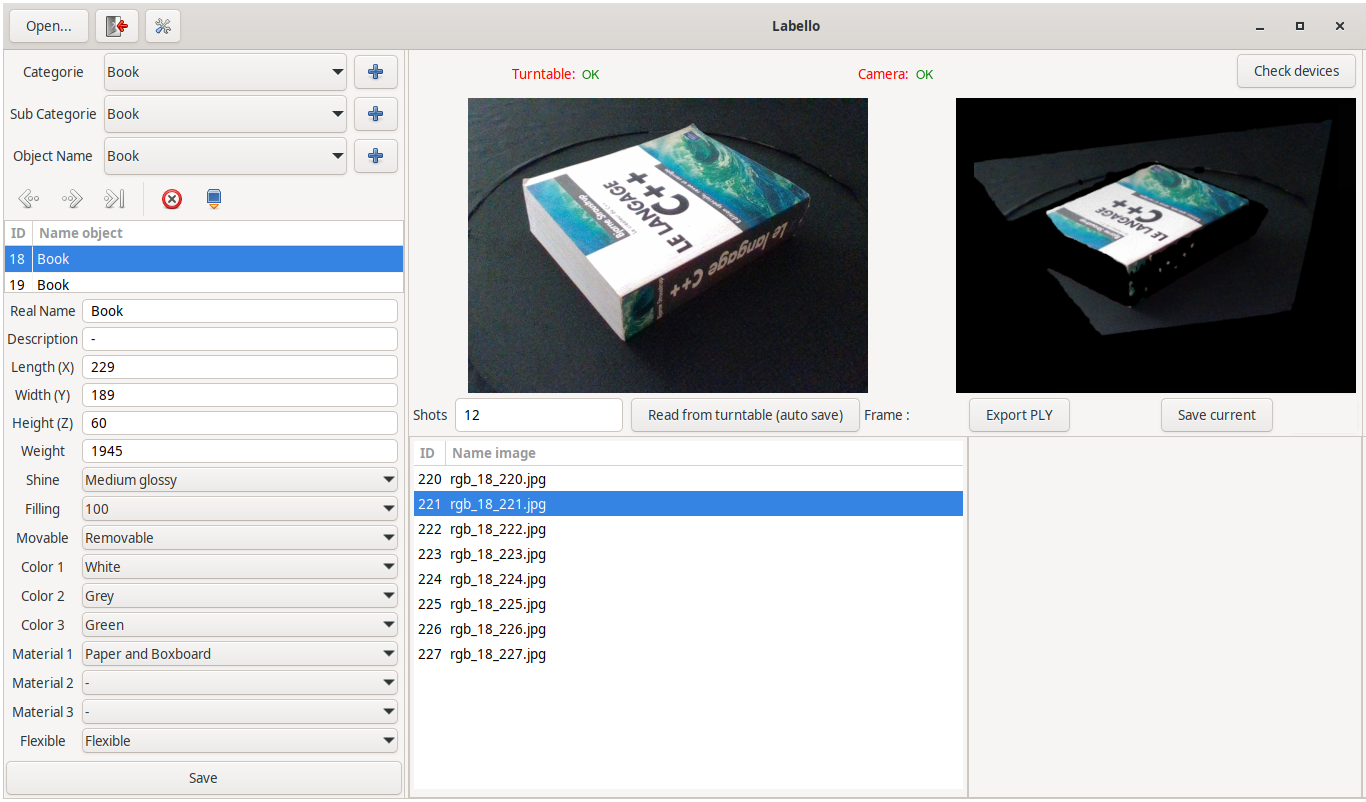 Open...
Labello
Categorie Book
Sub Categorie Book
Object Name Book
ID Name object
18 Book
19 Book
Real Name Book
Description -
Length (X) 229
Width (Y) 189
Height (Z) 60
Weight 1945
Shine Medium glossy
Filling 100
Movable Removable
Color 1 White
Color 2 Grey
Color 3 Green
Material 1 Paper and Boxboard
Material 2 -
Material 3 -
Flexible Flexible
Save
Turntable: OK
Camera: OK
Check devices
Bjarne Stroustrup
LE LANGAGE
C++
Le langage C++
LE LANGAGE
C++
Shots 12
Read from turntable (auto save)
Frame :
Export PLY
Save current
ID Name image
220 rgb_18_220.jpg
221 rgb_18_221.jpg
222 rgb_18_222.jpg
223 rgb_18_223.jpg
224 rgb_18_224.jpg
225 rgb_18_225.jpg
226 rgb_18_226.jpg
227 rgb_18_227.jpg